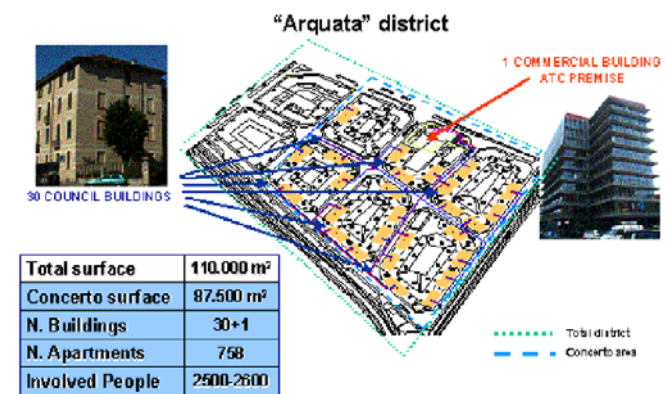 “Arquata” district
1 COMMERCIAL BUILDING
ATC PREMISE
30 COUNCIL BUILDINGS
Total surface 110.000 m²
Concerto surface 87.500 m²
N. Buildings 30+1
N. Apartments 758
Involved People 2500-2600
Total district
Concerto area